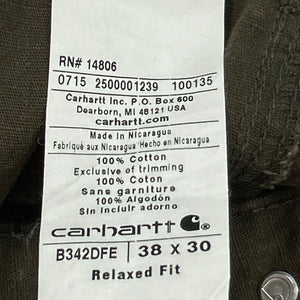 RN# 14806
0715 2500001239 100135
Carhartt Inc. P.O. Box 600
Dearborn, MI 48121 USA
carhartt.com
Made in Nicaragua
Fabriqué aux Nicaragua/Hecho en Nicaragua
100% Cotton
Exclusive of trimming
100% Coton
Sans garniture
100% Algodón
Sin incluir adorno
carhartt
B342DFE 38 X 30
Relaxed Fit